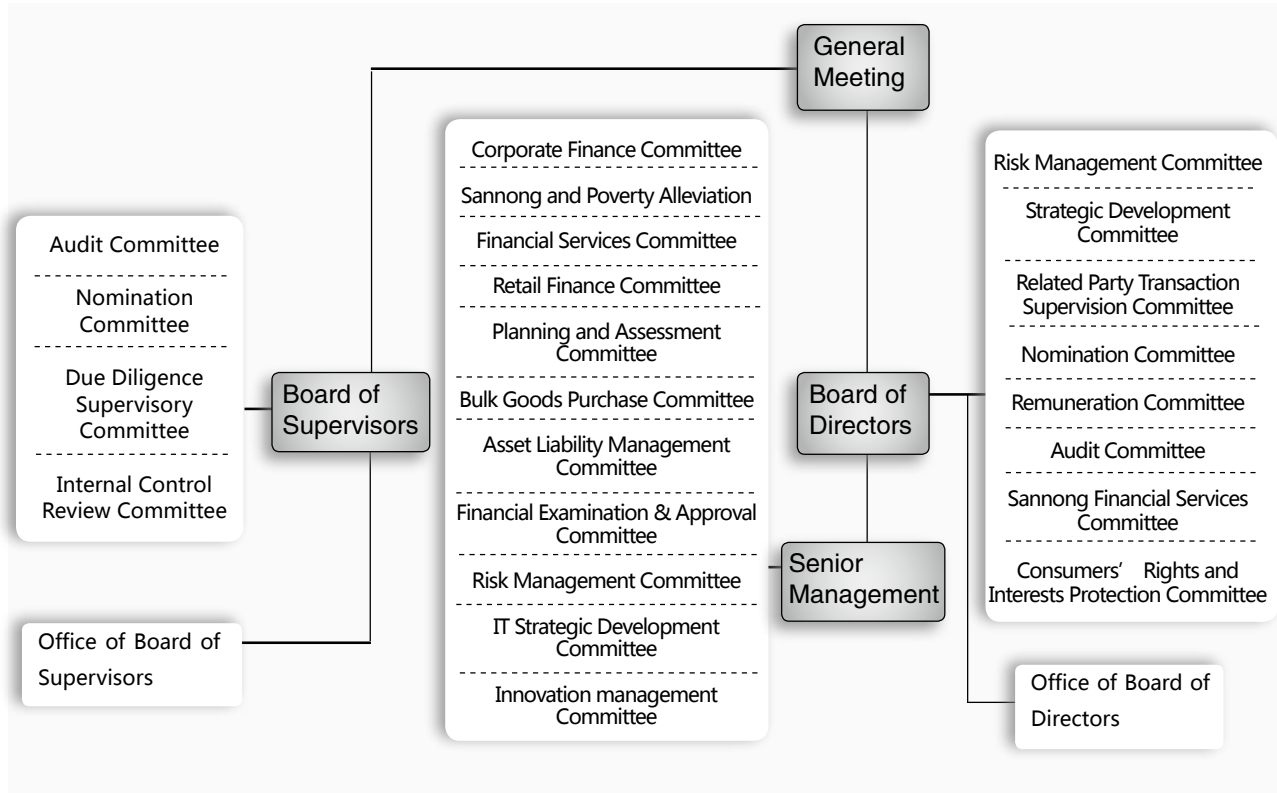 General
Meeting
Audit Committee
Nomination
Committee
Due Diligence
Supervisory
Committee
Internal Control
Review Committee
Office of Board of
Supervisors
Board of
Supervisors
Corporate Finance Committee
Sannong and Poverty Alleviation
Financial Services Committee
Retail Finance Committee
Planning and Assessment
Committee
Bulk Goods Purchase Committee
Asset Liability Management
Committee
Financial Examination & Approval
Committee
Risk Management Committee
IT Strategic Development
Committee
Innovation management
Committee
Board of
Directors
Senior
Management
Risk Management Committee
Strategic Development
Committee
Related Party Transaction
Supervision Committee
Nomination Committee
Remuneration Committee
Audit Committee
Sannong Financial Services
Committee
Consumers' Rights and
Interests Protection Committee
Office of Board of
Directors